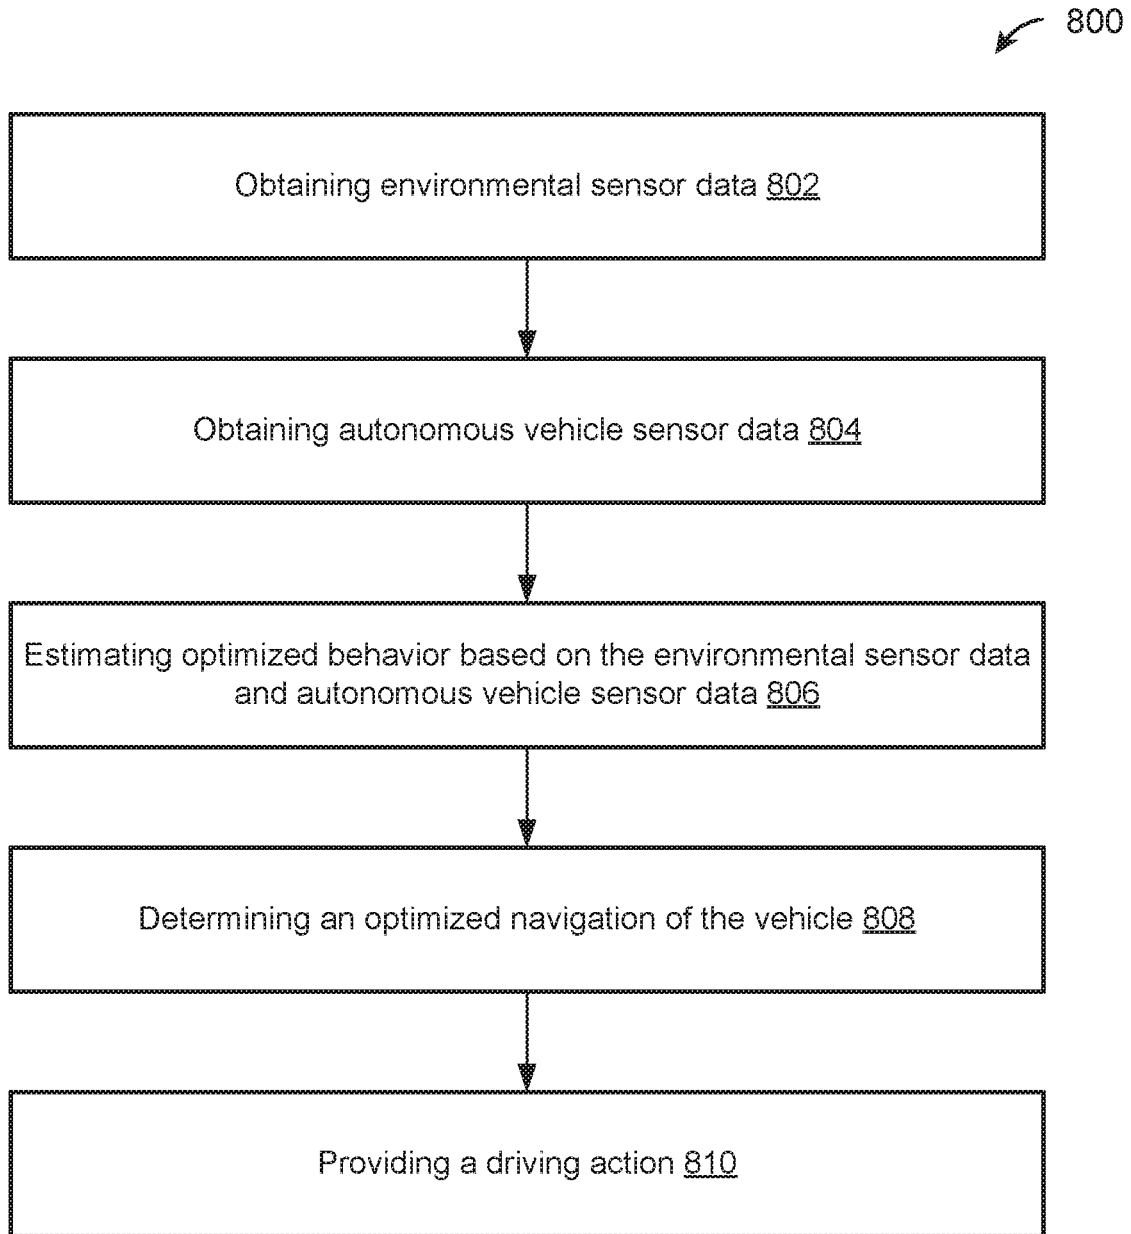 800
Obtaining environmental sensor data 802
Obtaining autonomous vehicle sensor data 804
Estimating optimized behavior based on the environmental sensor data
and autonomous vehicle sensor data 806
Determining an optimized navigation of the vehicle 808
Providing a driving action 810